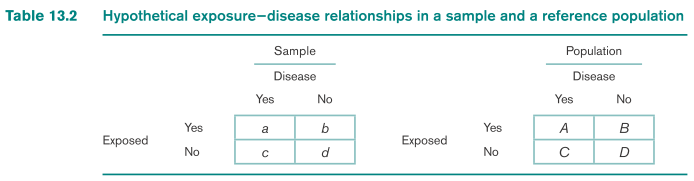 Table 13.2 Hypothetical exposure–disease relationships in a sample and a reference population
Sample Population
Disease Disease
Yes No Yes No
Exposed Yes a b Exposed Yes A B
No c d No C D